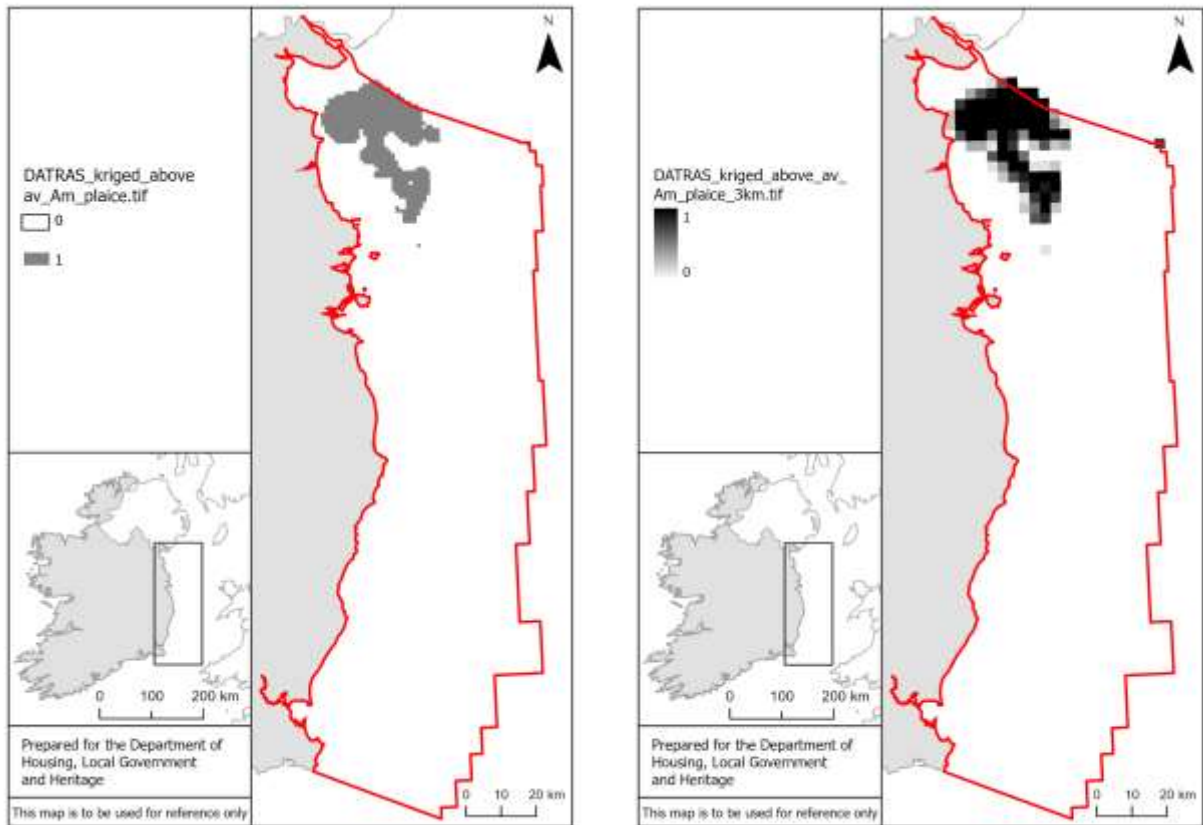 N
DATRAS_kriged_above
av_Am_plaice.tif
0
1
0 100 200 km
Prepared for the Department of
Housing, Local Government
and Heritage
This map is to be used for reference only
0 10 20 km
N
DATRAS_kriged_above_av_
Am_plaice_3km.tif
1
0
0 100 200 km
Prepared for the Department of
Housing, Local Government
and Heritage
This map is to be used for reference only
0 10 20 km